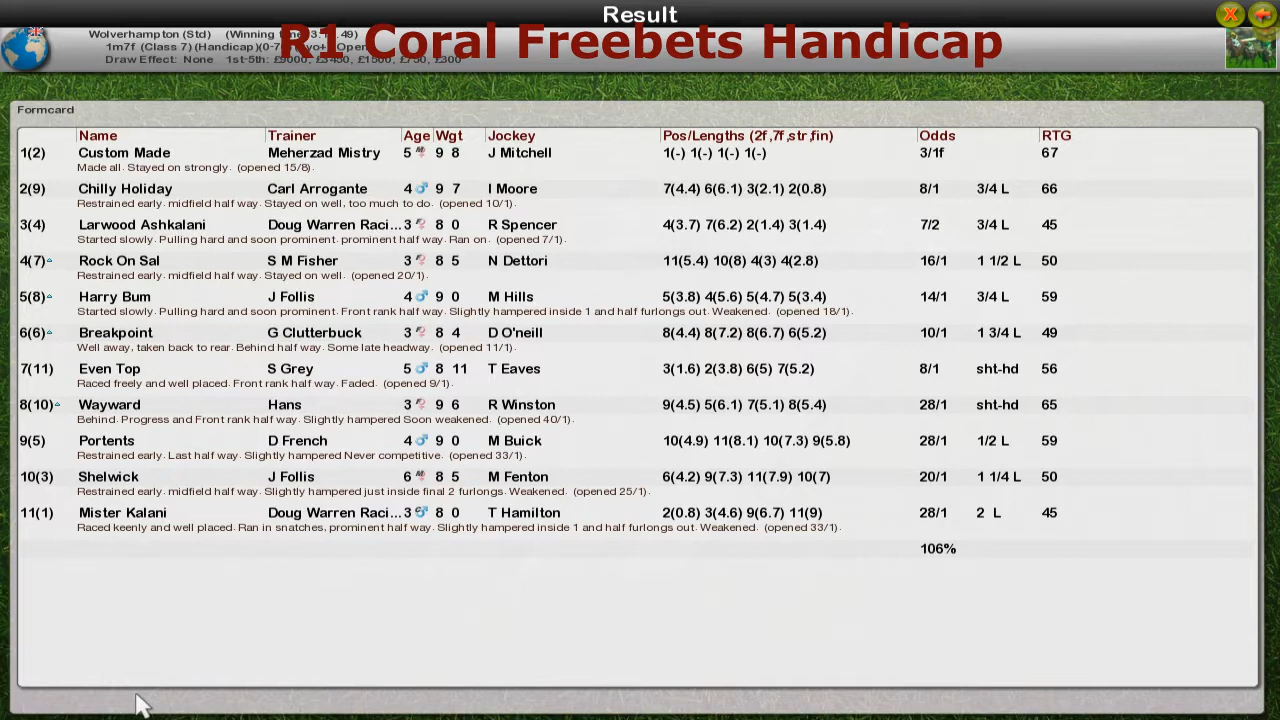 Result
R1 Coral Freebets Handicap
Wolverhampton (Std) (Winning
1m7f (Class 7) (Handicap)(0-7
Draw Effect: None 1st-5th: £9000, £3450, £1500, £750, £300
Formcard
Name Trainer Age Wgt Jockey Pos/Lengths (2f,7f,str,fin) Odds RTG
1(2) Custom Made Meherzad Mistry 5 9 8 J Mitchell 1(-) 1(-) 1(-) 1(-) 3/1f 67
Made all. Stayed on strongly. (opened 15/8).
2(9) Chilly Holiday Carl Arrogante 4 9 7 I Moore 7(4.4) 6(6.1) 3(2.1) 2(0.8) 8/1 3/4 L 66
Restrained early. midfield half way. Stayed on well, too much to do. (opened 10/1).
3(4) Larwood Ashkalani Doug Warren Raci... 3 8 0 R Spencer 4(3.7) 7(6.2) 2(1.4) 3(1.4) 7/2 3/4 L 45
Started slowly. Pulling hard and soon prominent. prominent half way. Ran on. (opened 7/1).
4(7) Rock On Sal S M Fisher 3 8 5 N Dettori 11(5.4) 10(8) 4(3) 4(2.8) 16/1 1 1/2 L 50
Restrained early. midfield half way. Stayed on well. (opened 20/1).
5(8) Harry Bum J Follis 4 9 0 M Hills 5(3.8) 4(5.6) 5(4.7) 5(3.4) 14/1 3/4 L 59
Started slowly. Pulling hard and soon prominent. Front rank half way. Slightly hampered inside 1 and half furlongs out. Weakened. (opened 18/1).
6(6) Breakpoint G Clutterbuck 3 8 4 D O'neill 8(4.4) 8(7.2) 8(6.7) 6(5.2) 10/1 1 3/4 L 49
Well away, taken back to rear. Behind half way. Some late headway. (opened 11/1).
7(11) Even Top S Grey 5 8 11 T Eaves 3(1.6) 2(3.8) 6(5) 7(5.2) 8/1 sht-hd 56
Raced freely and well placed. Front rank half way. Faded. (opened 9/1).
8(10) Wayward Hans 3 9 6 R Winston 9(4.5) 5(6.1) 7(5.1) 8(5.4) 28/1 sht-hd 65
Behind. Progress and Front rank half way. Slightly hampered Soon weakened. (opened 40/1).
9(5) Portents D French 4 9 0 M Buick 10(4.9) 11(8.1) 10(7.3) 9(5.8) 28/1 1/2 L 59
Restrained early. Last half way. Slightly hampered Never competitive. (opened 33/1).
10(3) Shelwick J Follis 6 8 5 M Fenton 6(4.2) 9(7.3) 11(7.9) 10(7) 20/1 1 1/4 L 50
Restrained early. midfield half way. Slightly hampered just inside final 2 furlongs. Weakened. (opened 25/1).
11(1) Mister Kalani Doug Warren Raci... 3 8 0 T Hamilton 2(0.8) 3(4.6) 9(6.7) 11(9) 28/1 2 L 45
Raced keenly and well placed. Ran in snatches, prominent half way. Slightly hampered inside 1 and half furlongs out. Weakened. (opened 33/1).
106%